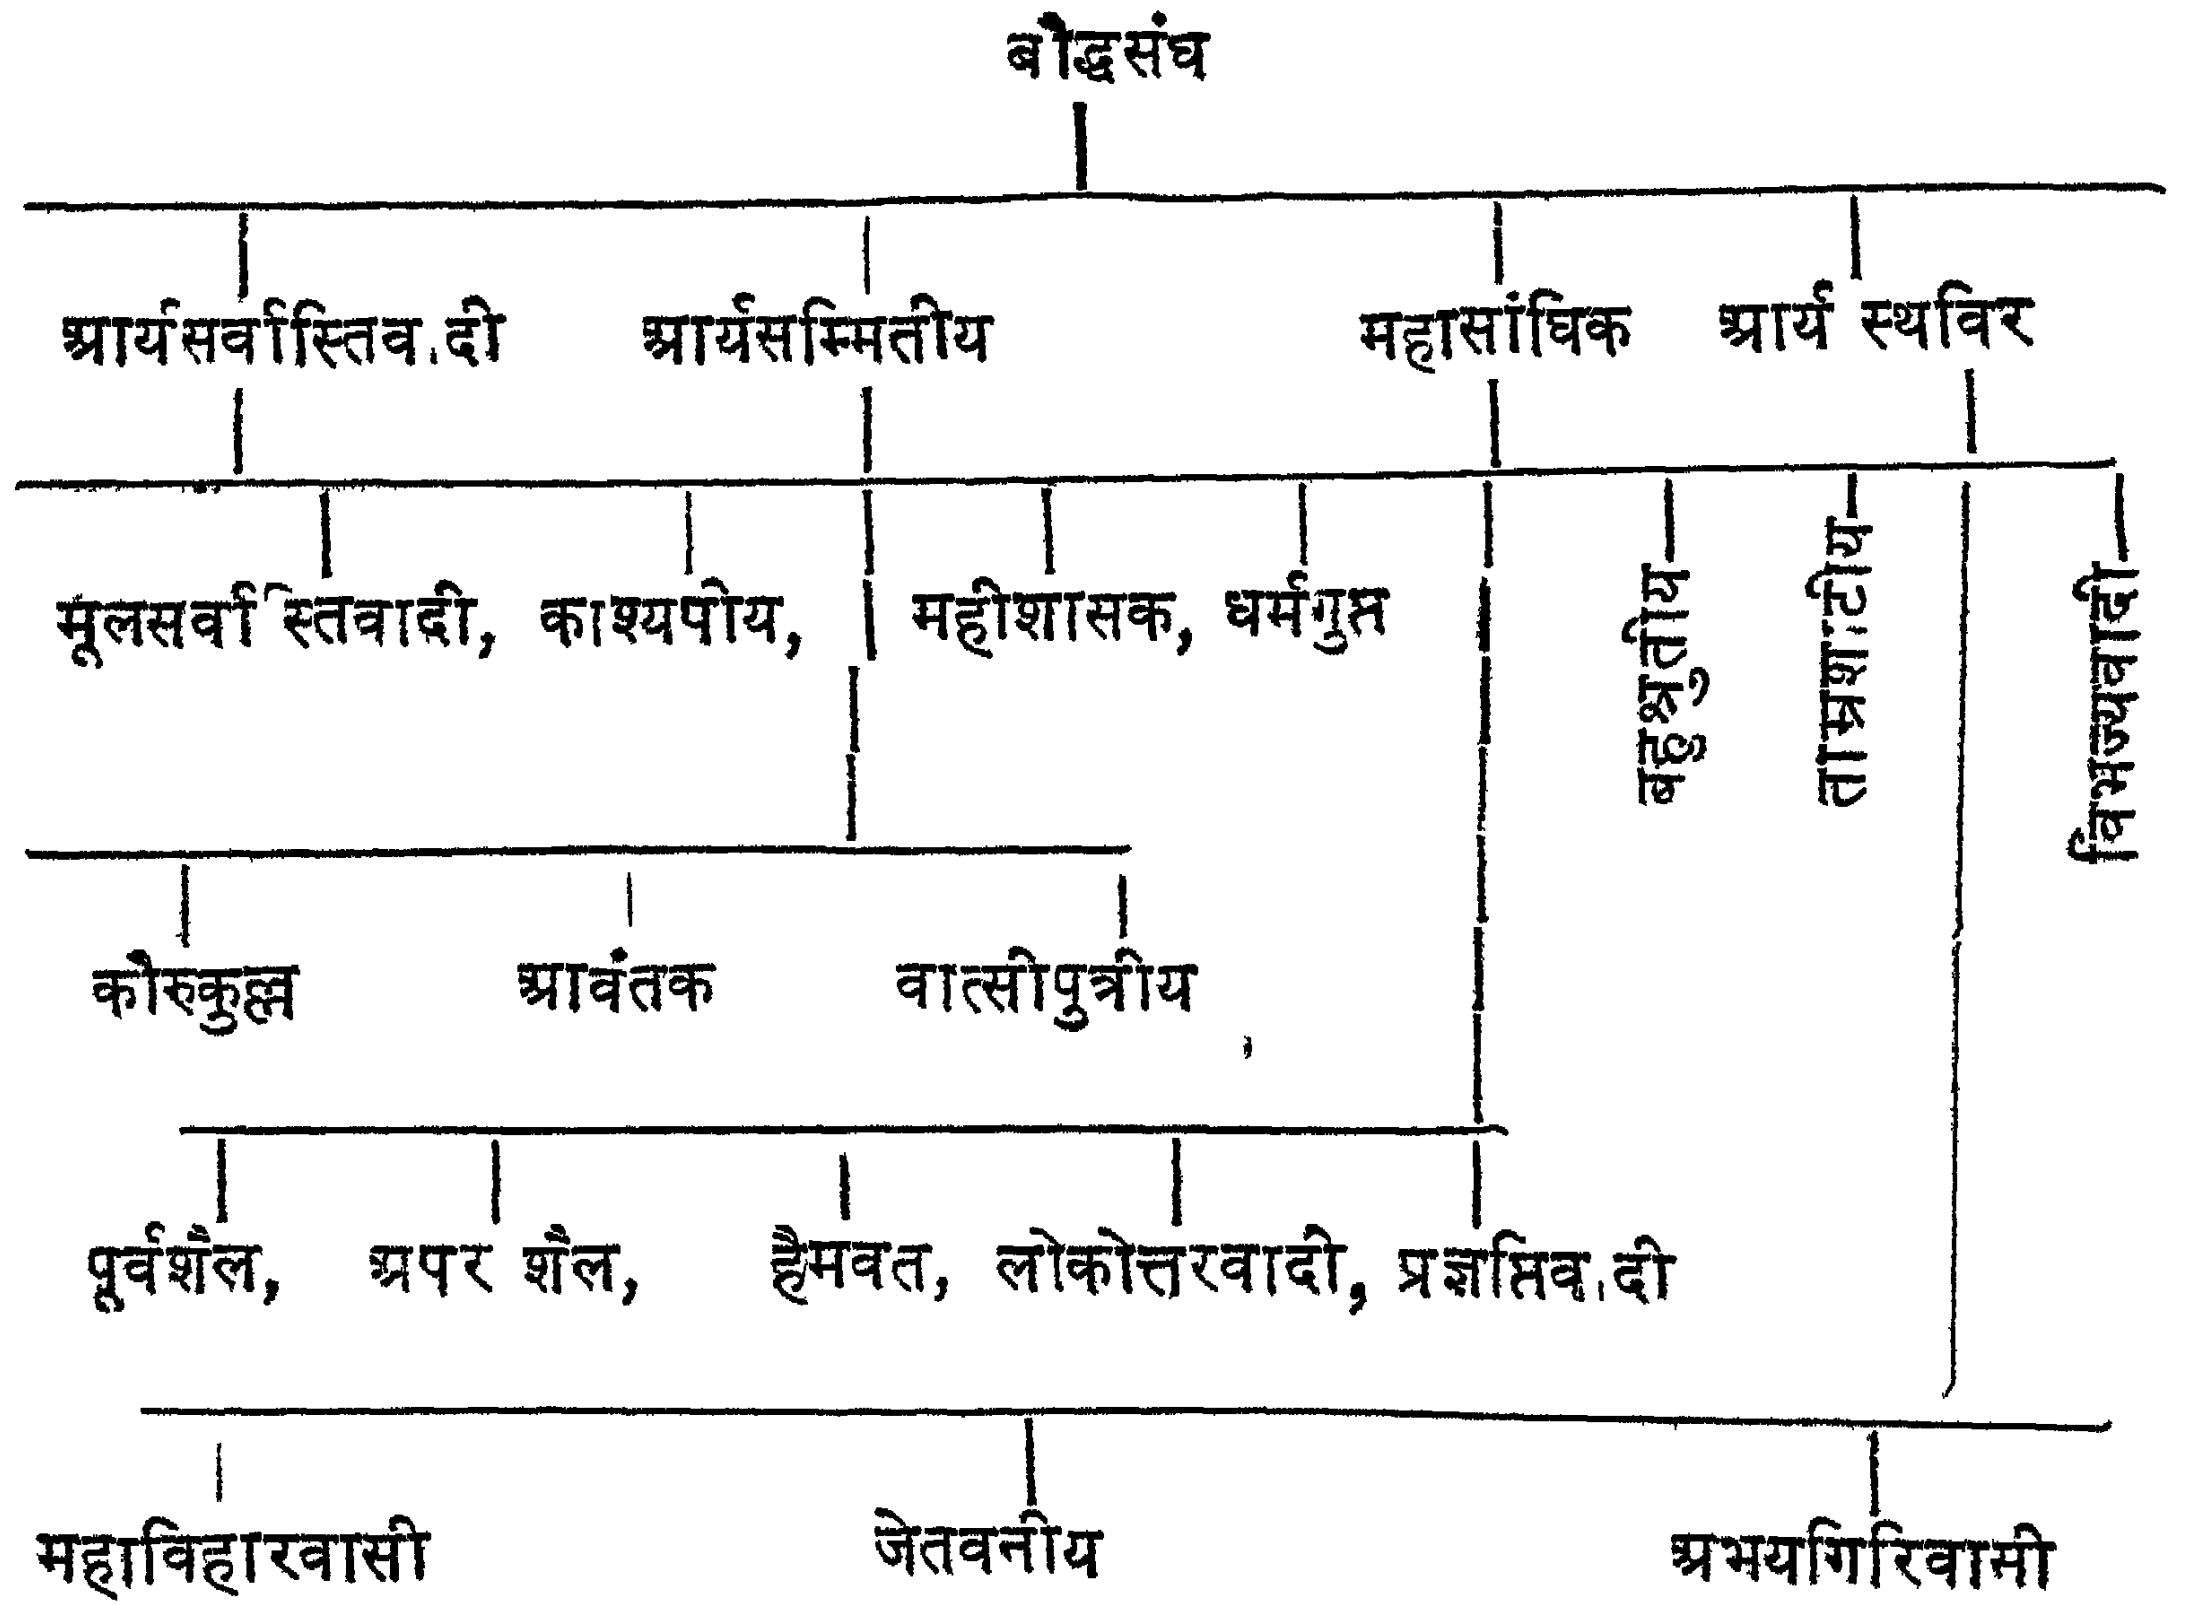 बौद्धसंघ
आर्यसर्वास्तिवादी आर्यसम्मितीय महासांघिक आर्य स्थविर
मूलसर्वास्तिवादी, काश्यपीय, महीशासक, धर्मगुप्त
बहुश्रुतीय
ताम्रशाटीय
विभज्यवादी
कौरुकुल्ल आवंतक वात्सीपुत्रीय
पूर्वशैल, अपर शैल, हैमवत, लोकोत्तरवादी, प्रज्ञप्तिवादी
महाविहारवासी जेतवनीय अभयगिरिवासी